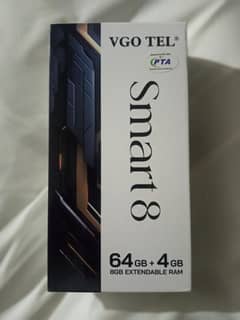 VGO TEL®
PTA
Smart 8
64GB + 4GB
8GB EXTENDABLE RAM